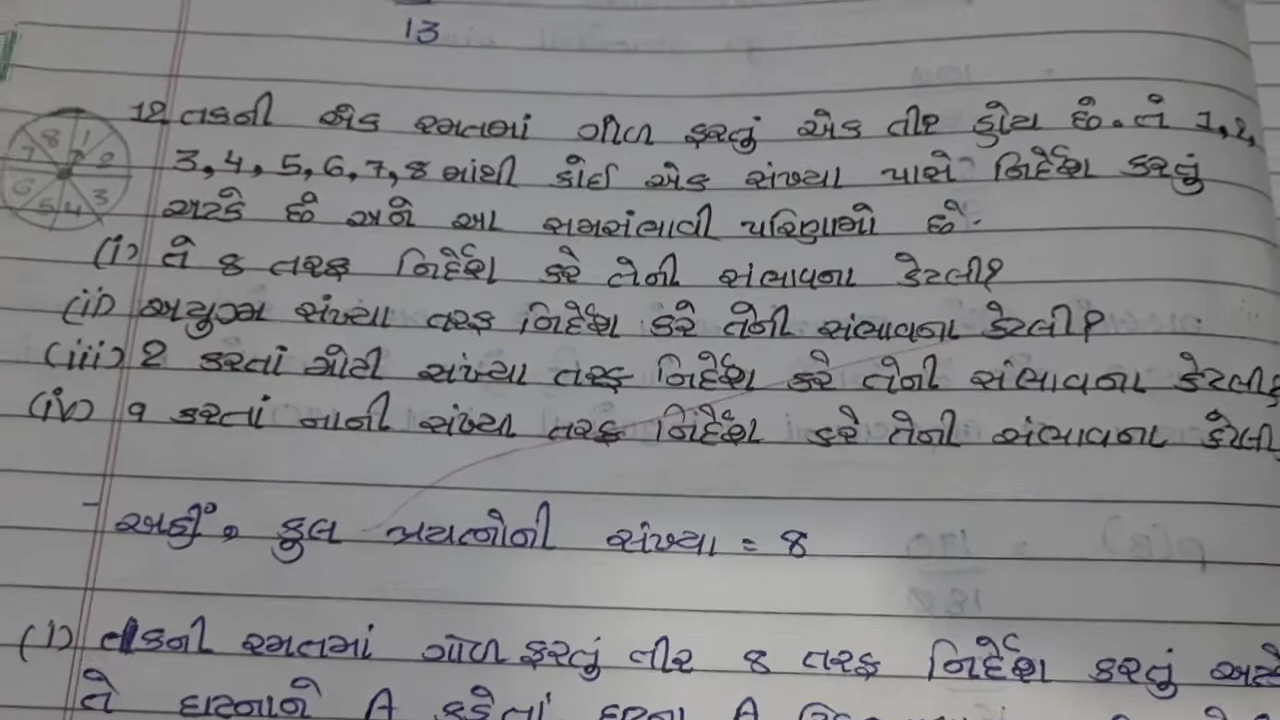 13
12 તકની એક રમતમાં ગોળ ફરતું એક તીર હોય છે. તે 1,2,
3,4,5,6,7,8 માંથી કોઈ એક સંખ્યા પાસે નિર્દેશ કરતું
અટકે છે અને આ સમસંભાવી પરિણામો છે.
8 1 7 2 6 3 5 4
(i) તે 8 તરફ નિર્દેશ કરે તેની સંભાવના કેટલી?
(ii) અયુગ્મ સંખ્યા તરફ નિર્દેશ કરે તેની સંભાવના કેટલી?
(iii) 2 કરતાં મોટી સંખ્યા તરફ નિર્દેશ કરે તેની સંભાવના કેટલી
(iv) 9 કરતાં નાની સંખ્યા તરફ નિર્દેશ કરે તેની સંભાવના
- અહીં, કુલ પ્રયત્નોની સંખ્યા = 8
(i) તકની રમતમાં ગોળ ફરતું તીર 8 તરફ નિર્દેશ કરતું અટકે
તે ઘટનાને A કહેતાં ઘટના A